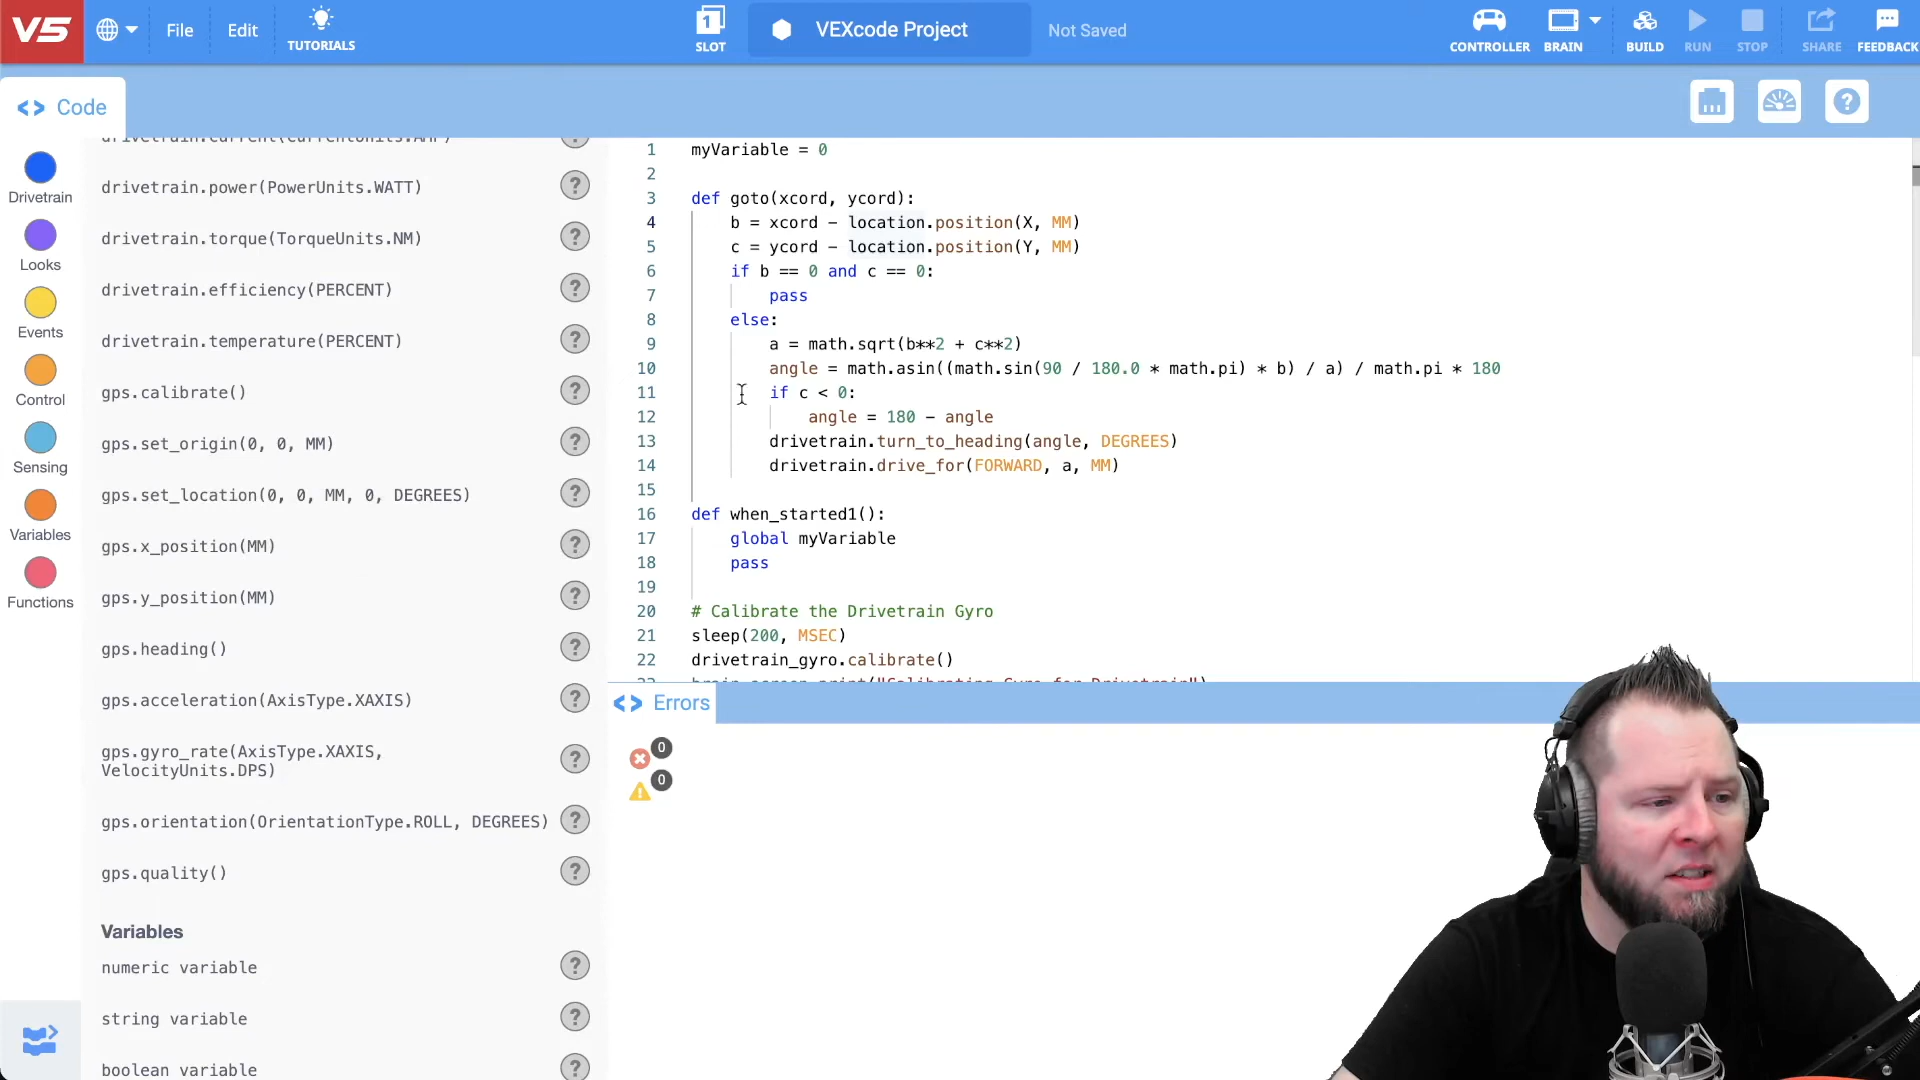 V5
File
Edit
TUTORIALS
1
SLOT
VEXcode Project
Not Saved
CONTROLLER
BRAIN
BUILD
RUN
STOP
SHARE
FEEDBACK
<> Code
?
Drivetrain
Looks
Events
Control
Sensing
Variables
Functions
drivetrain.current(CurrentUnits.AMP)
drivetrain.power(PowerUnits.WATT)
drivetrain.torque(TorqueUnits.NM)
drivetrain.efficiency(PERCENT)
drivetrain.temperature(PERCENT)
gps.calibrate()
gps.set_origin(0, 0, MM)
gps.set_location(0, 0, MM, 0, DEGREES)
gps.x_position(MM)
gps.y_position(MM)
gps.heading()
gps.acceleration(AxisType.XAXIS)
gps.gyro_rate(AxisType.XAXIS,
VelocityUnits.DPS)
gps.orientation(OrientationType.ROLL, DEGREES)
gps.quality()
Variables
numeric variable
string variable
boolean variable
1 myVariable = 0
2
3 def goto(xcord, ycord):
4 b = xcord - location.position(X, MM)
5 c = ycord - location.position(Y, MM)
6 if b == 0 and c == 0:
7 pass
8 else:
9 a = math.sqrt(b**2 + c**2)
10 angle = math.asin((math.sin(90 / 180.0 * math.pi) * b) / a) / math.pi * 180
11 if c < 0:
12 angle = 180 - angle
13 drivetrain.turn_to_heading(angle, DEGREES)
14 drivetrain.drive_for(FORWARD, a, MM)
15
16 def when_started1():
17 global myVariable
18 pass
19
20 # Calibrate the Drivetrain Gyro
21 sleep(200, MSEC)
22 drivetrain_gyro.calibrate()
23 brain.screen.print("Calibrating Gyro for Drivetrain")
<> Errors
0
0